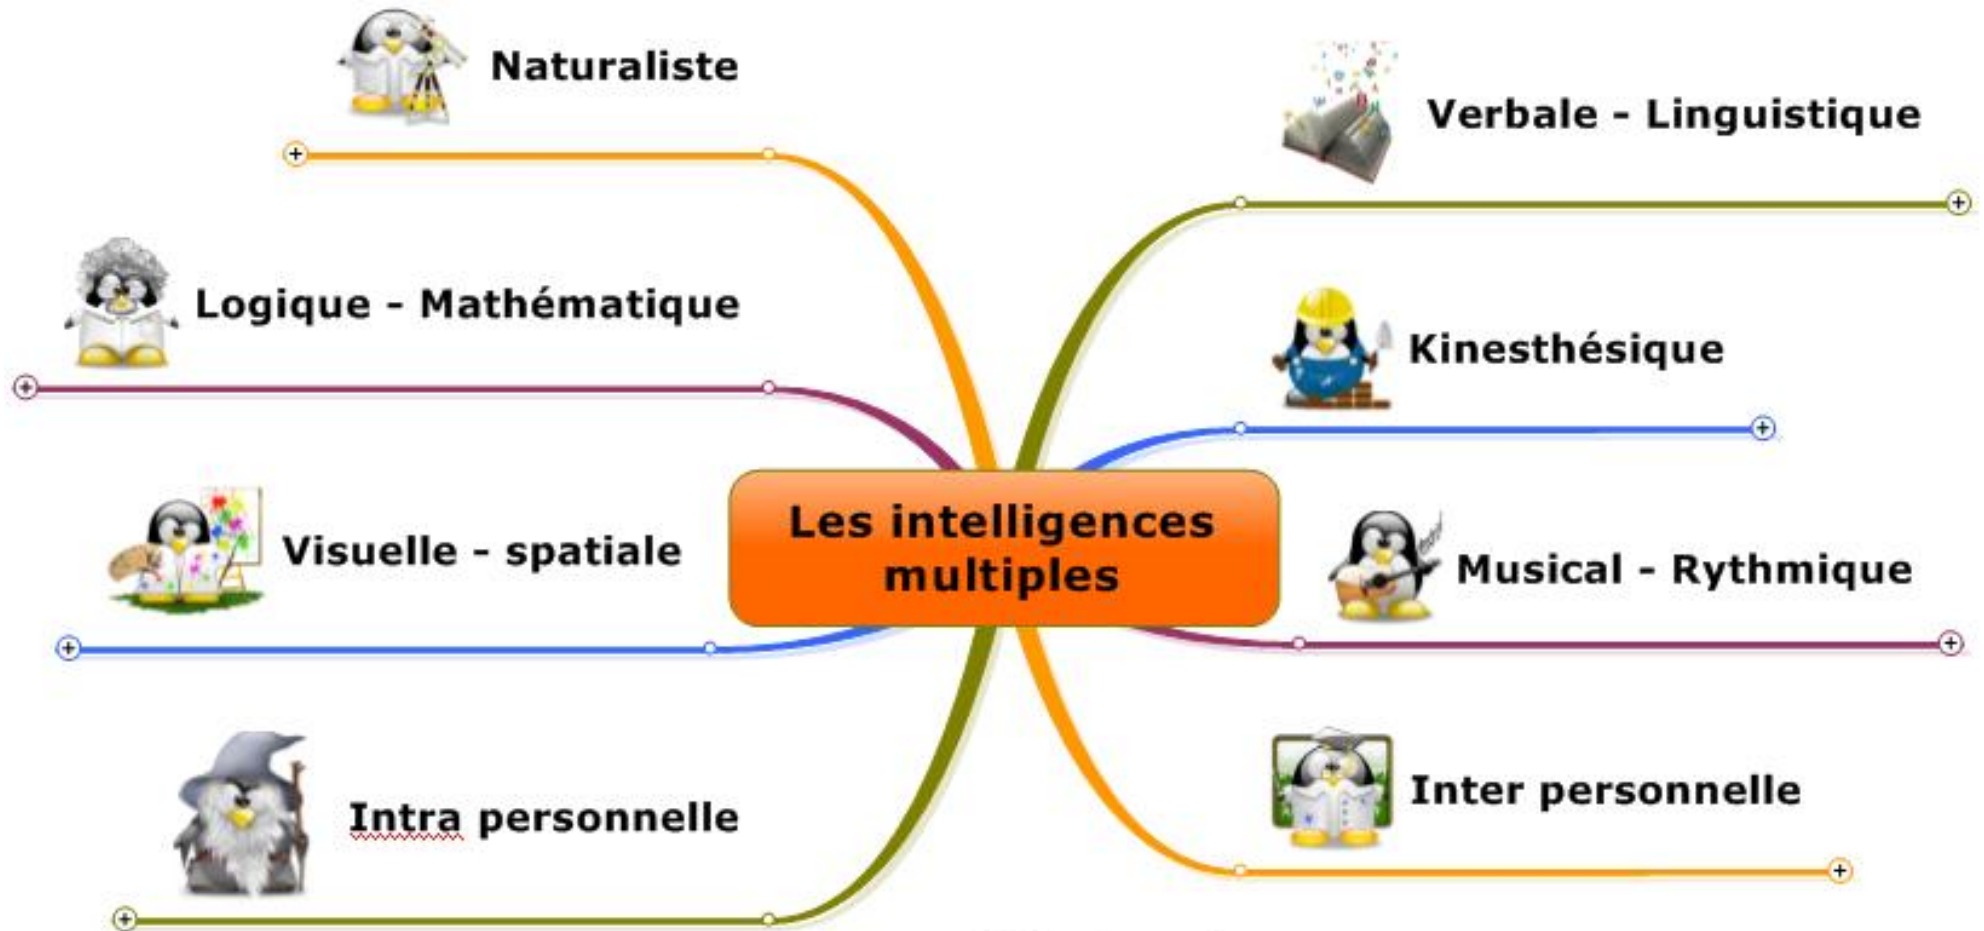 Naturaliste
Verbale - Linguistique
Logique - Mathématique
Kinesthésique
Les intelligences
multiples
Visuelle - spatiale
Musical - Rythmique
Intra personnelle
Inter personnelle